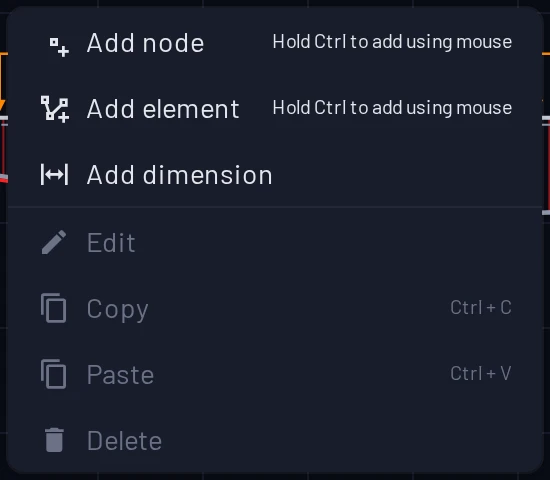 Add node Hold Ctrl to add using mouse
Add element Hold Ctrl to add using mouse
Add dimension
Edit
Copy Ctrl + C
Paste Ctrl + V
Delete